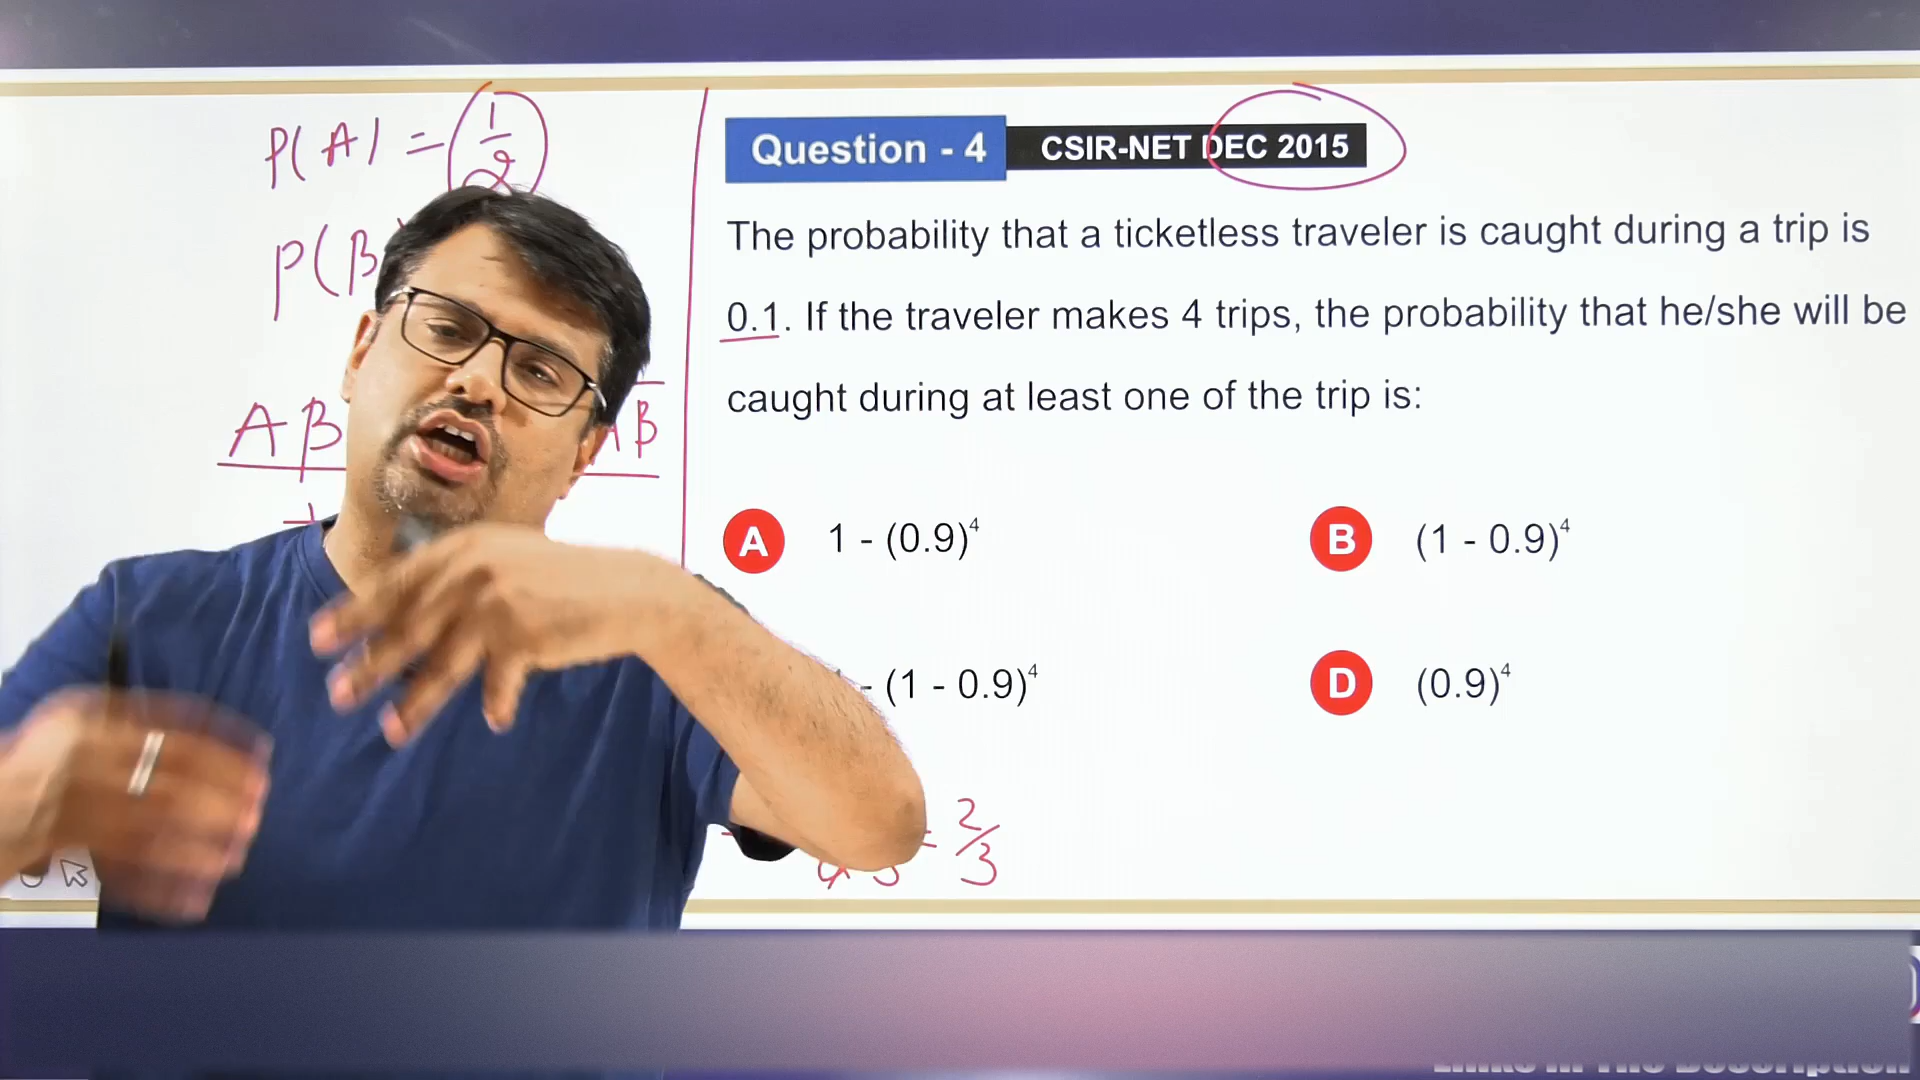 P(A) = 1/2
P(B
AB
B
+
Question - 4
CSIR-NET DEC 2015
The probability that a ticketless traveler is caught during a trip is
0.1. If the traveler makes 4 trips, the probability that he/she will be
caught during at least one of the trip is:
A 1 - (0.9)⁴
B (1 - 0.9)⁴
- (1 - 0.9)⁴
D (0.9)⁴
= 2/3